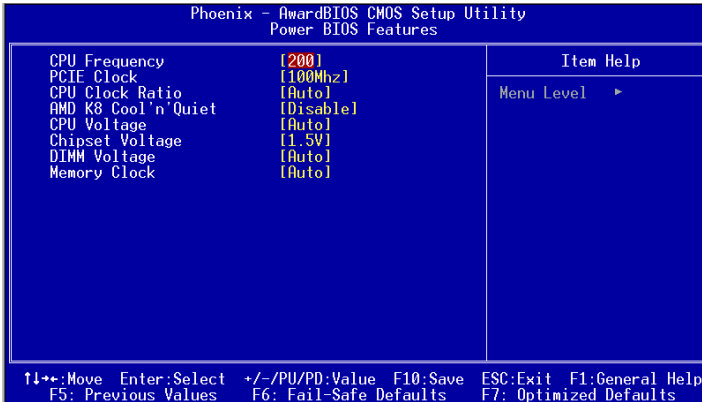 Phoenix - AwardBIOS CMOS Setup Utility
Power BIOS Features
CPU Frequency [200]
PCIE Clock [100Mhz]
CPU Clock Ratio [Auto]
AMD K8 Cool'n'Quiet [Disable]
CPU Voltage [Auto]
Chipset Voltage [1.5V]
DIMM Voltage [Auto]
Memory Clock [Auto]
Item Help
Menu Level ►
↑↓→←:Move Enter:Select +/-/PU/PD:Value F10:Save ESC:Exit F1:General Help
F5: Previous Values F6: Fail-Safe Defaults F7: Optimized Defaults